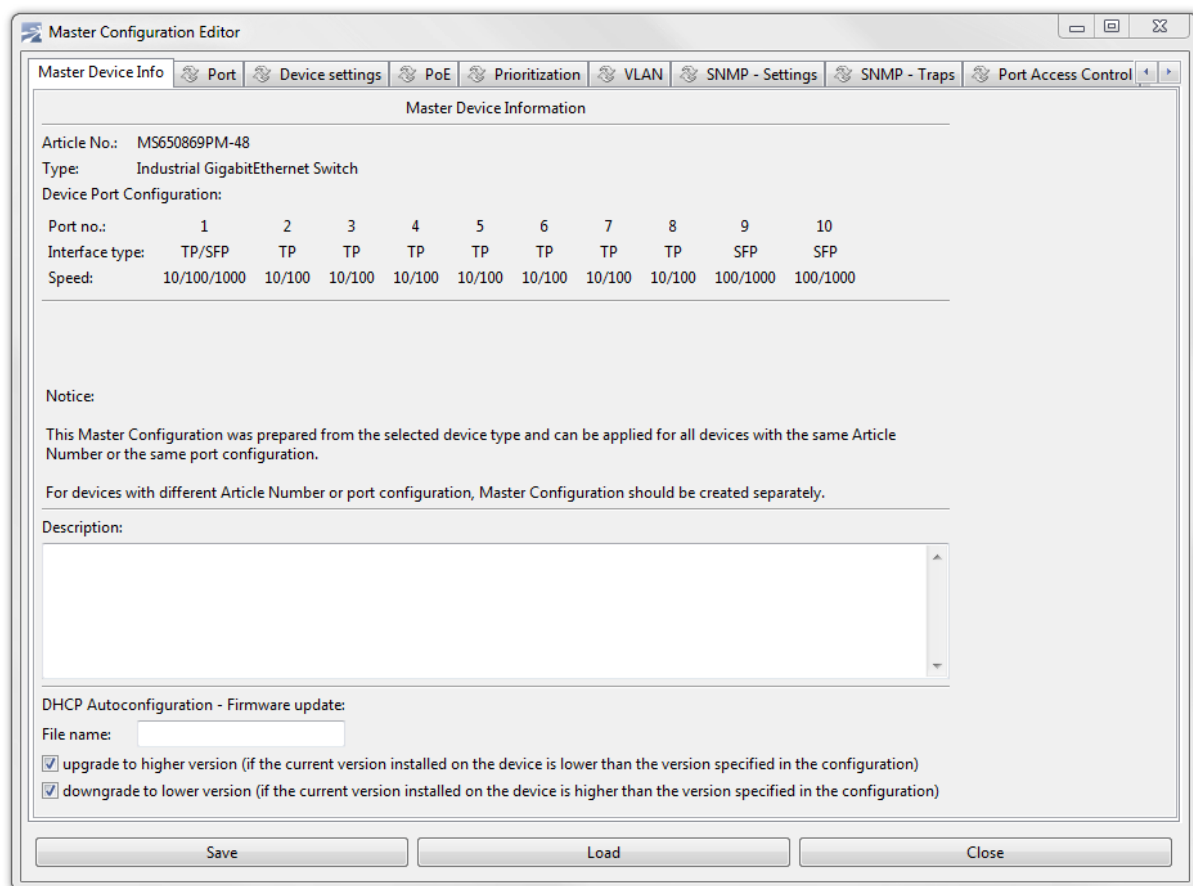 Master Configuration Editor
Master Device Info Port Device settings PoE Prioritization VLAN SNMP - Settings SNMP - Traps Port Access Control
Master Device Information
Article No.: MS650869PM-48
Type: Industrial GigabitEthernet Switch
Device Port Configuration:
Port no.: 1 2 3 4 5 6 7 8 9 10
Interface type: TP/SFP TP TP TP TP TP TP TP SFP SFP
Speed: 10/100/1000 10/100 10/100 10/100 10/100 10/100 10/100 10/100 100/1000 100/1000
Notice:
This Master Configuration was prepared from the selected device type and can be applied for all devices with the same Article
Number or the same port configuration.
For devices with different Article Number or port configuration, Master Configuration should be created separately.
Description:
DHCP Autoconfiguration - Firmware update:
File name:
upgrade to higher version (if the current version installed on the device is lower than the version specified in the configuration)
downgrade to lower version (if the current version installed on the device is higher than the version specified in the configuration)
Save Load Close